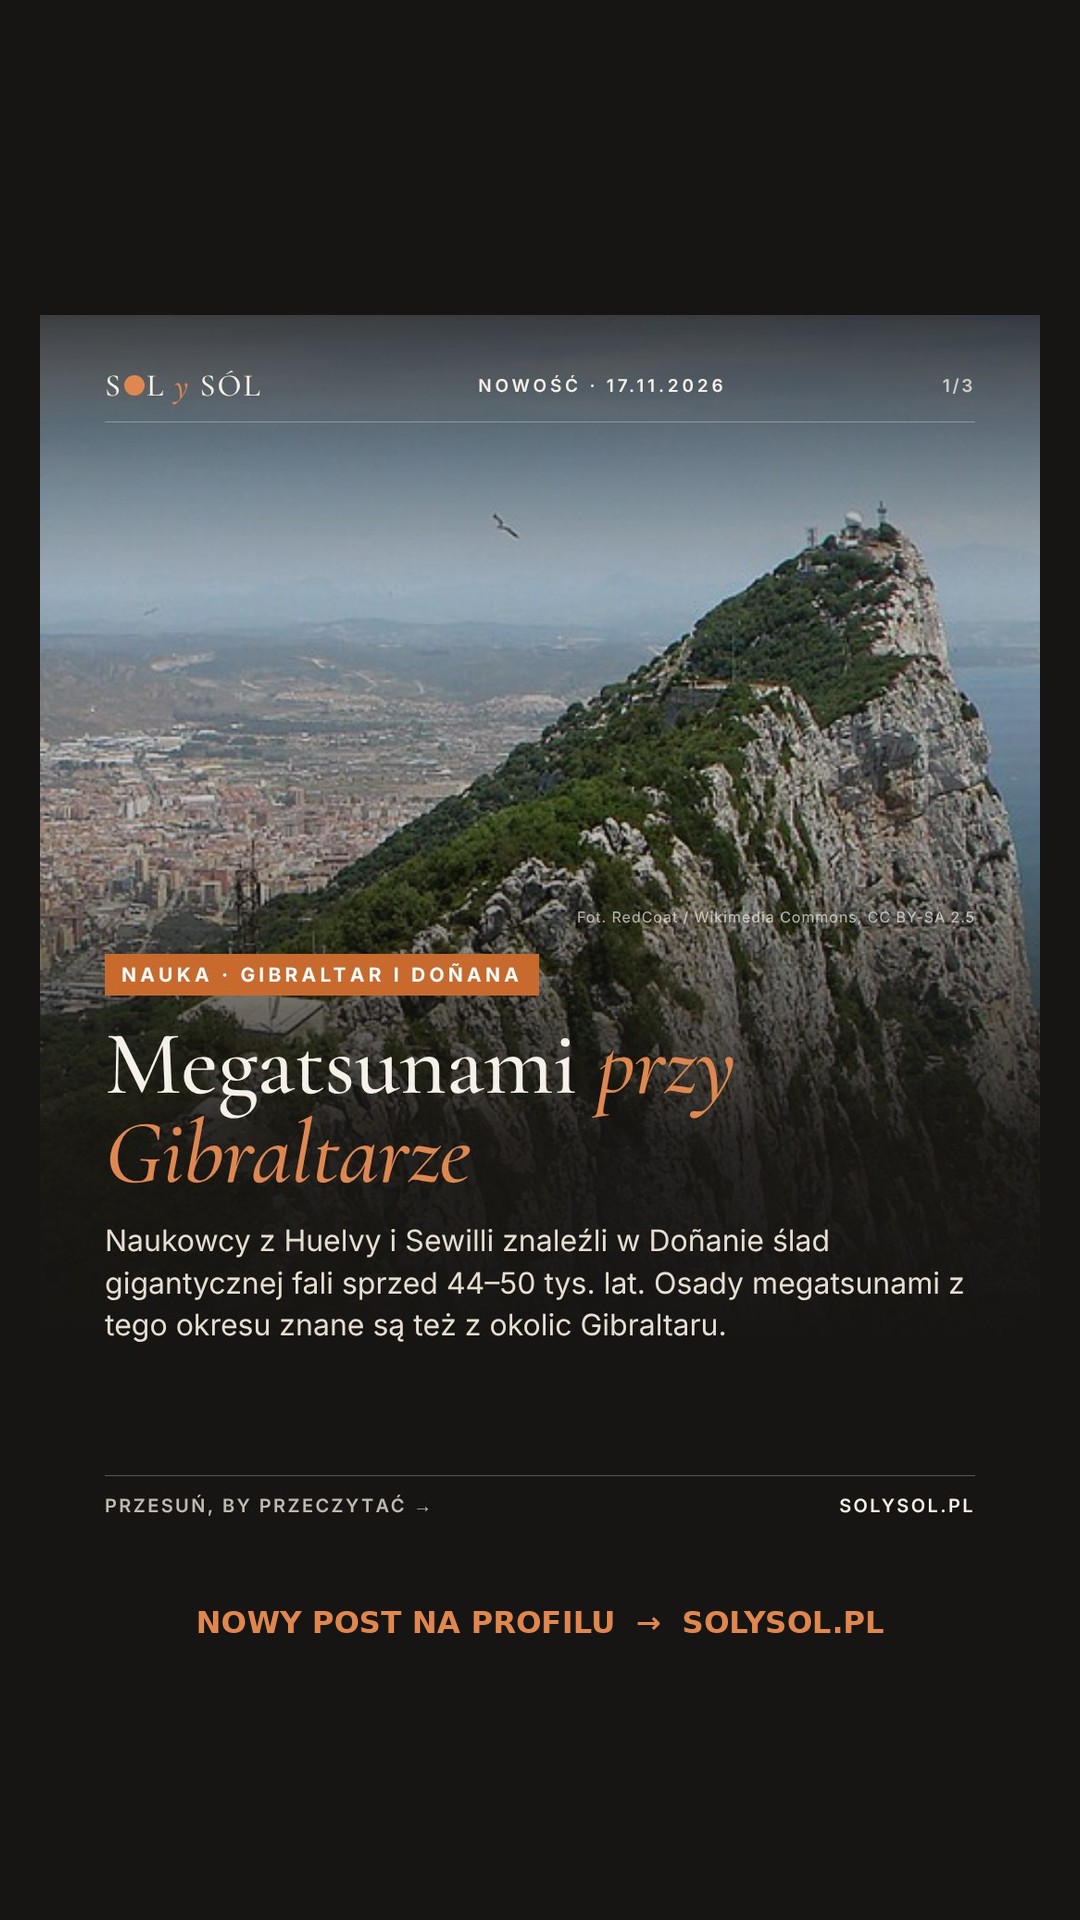 SOL y SÓL
NOWOŚĆ · 17.11.2026
1/3
Fot. RedCoat / Wikimedia Commons, CC BY-SA 2.5
NAUKA · GIBRALTAR I DOÑANA
Megatsunami przy
Gibraltarze
Naukowcy z Huelvy i Sewilli znaleźli w Doñanie ślad
gigantycznej fali sprzed 44–50 tys. lat. Osady megatsunami z
tego okresu znane są też z okolic Gibraltaru.
PRZESUŃ, BY PRZECZYTAĆ →
SOLYSOL.PL
NOWY POST NA PROFILU → SOLYSOL.PL